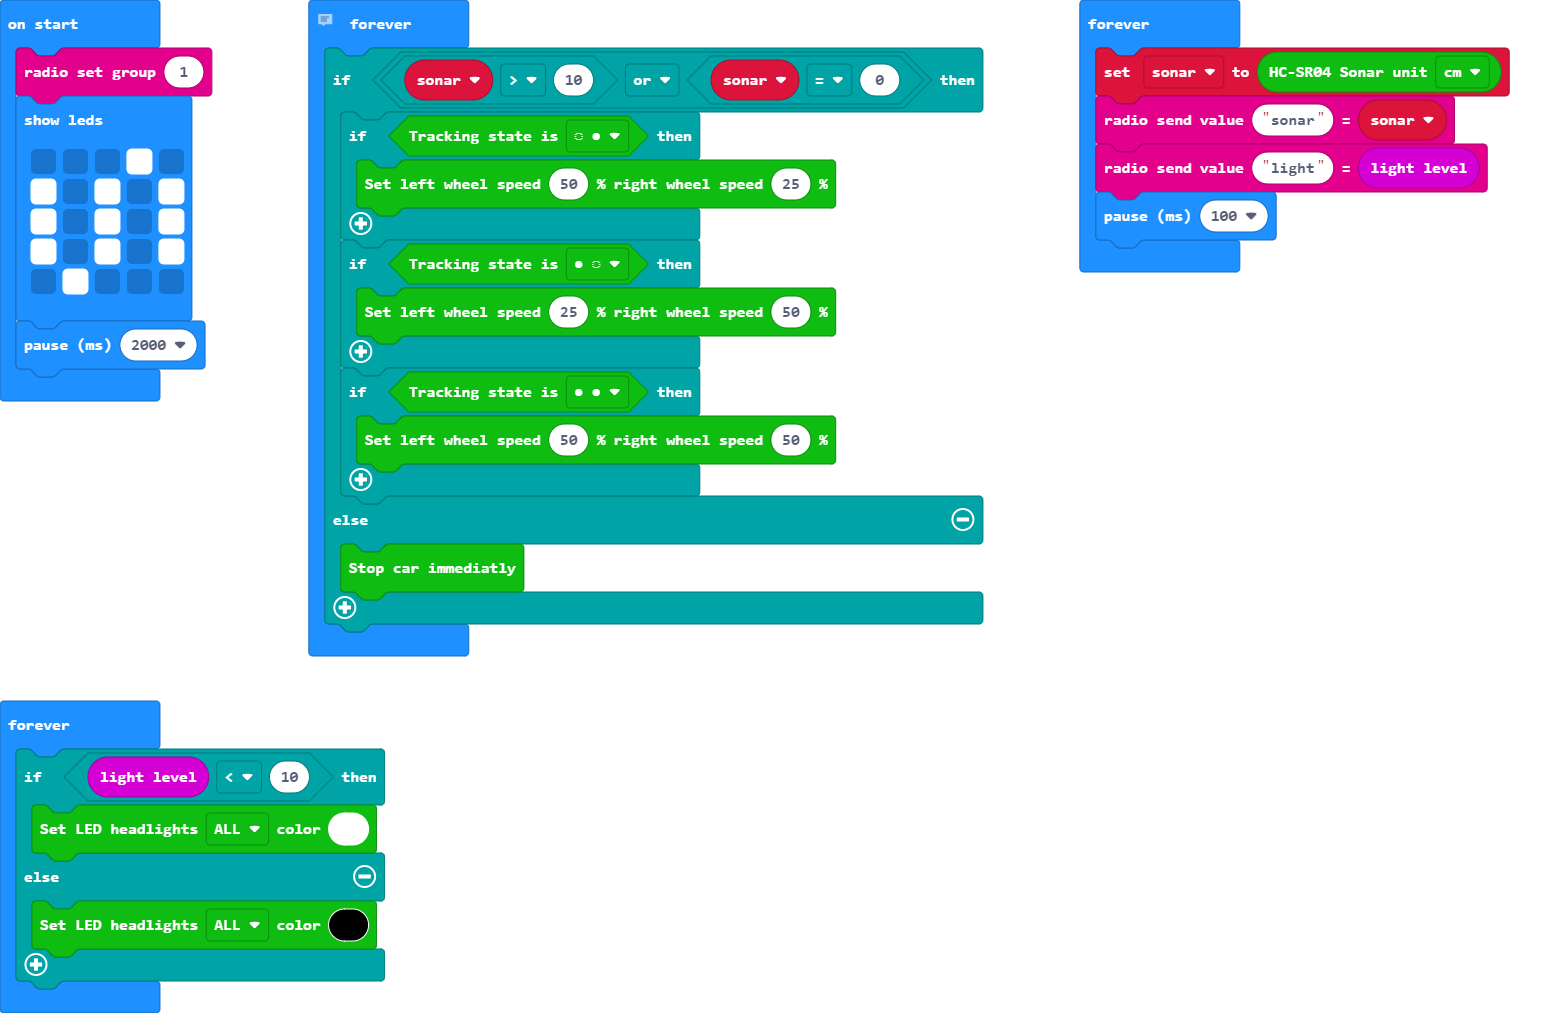 on start
radio set group 1
show leds
pause (ms) 2000
forever
if sonar > 10 or sonar = 0 then
if Tracking state is ◌ ● then
Set left wheel speed 50 % right wheel speed 25 %
if Tracking state is ● ◌ then
Set left wheel speed 25 % right wheel speed 50 %
if Tracking state is ● ● then
Set left wheel speed 50 % right wheel speed 50 %
else
Stop car immediatly
forever
set sonar to HC-SR04 Sonar unit cm
radio send value "sonar" = sonar
radio send value "light" = light level
pause (ms) 100
forever
if light level < 10 then
Set LED headlights ALL color
else
Set LED headlights ALL color